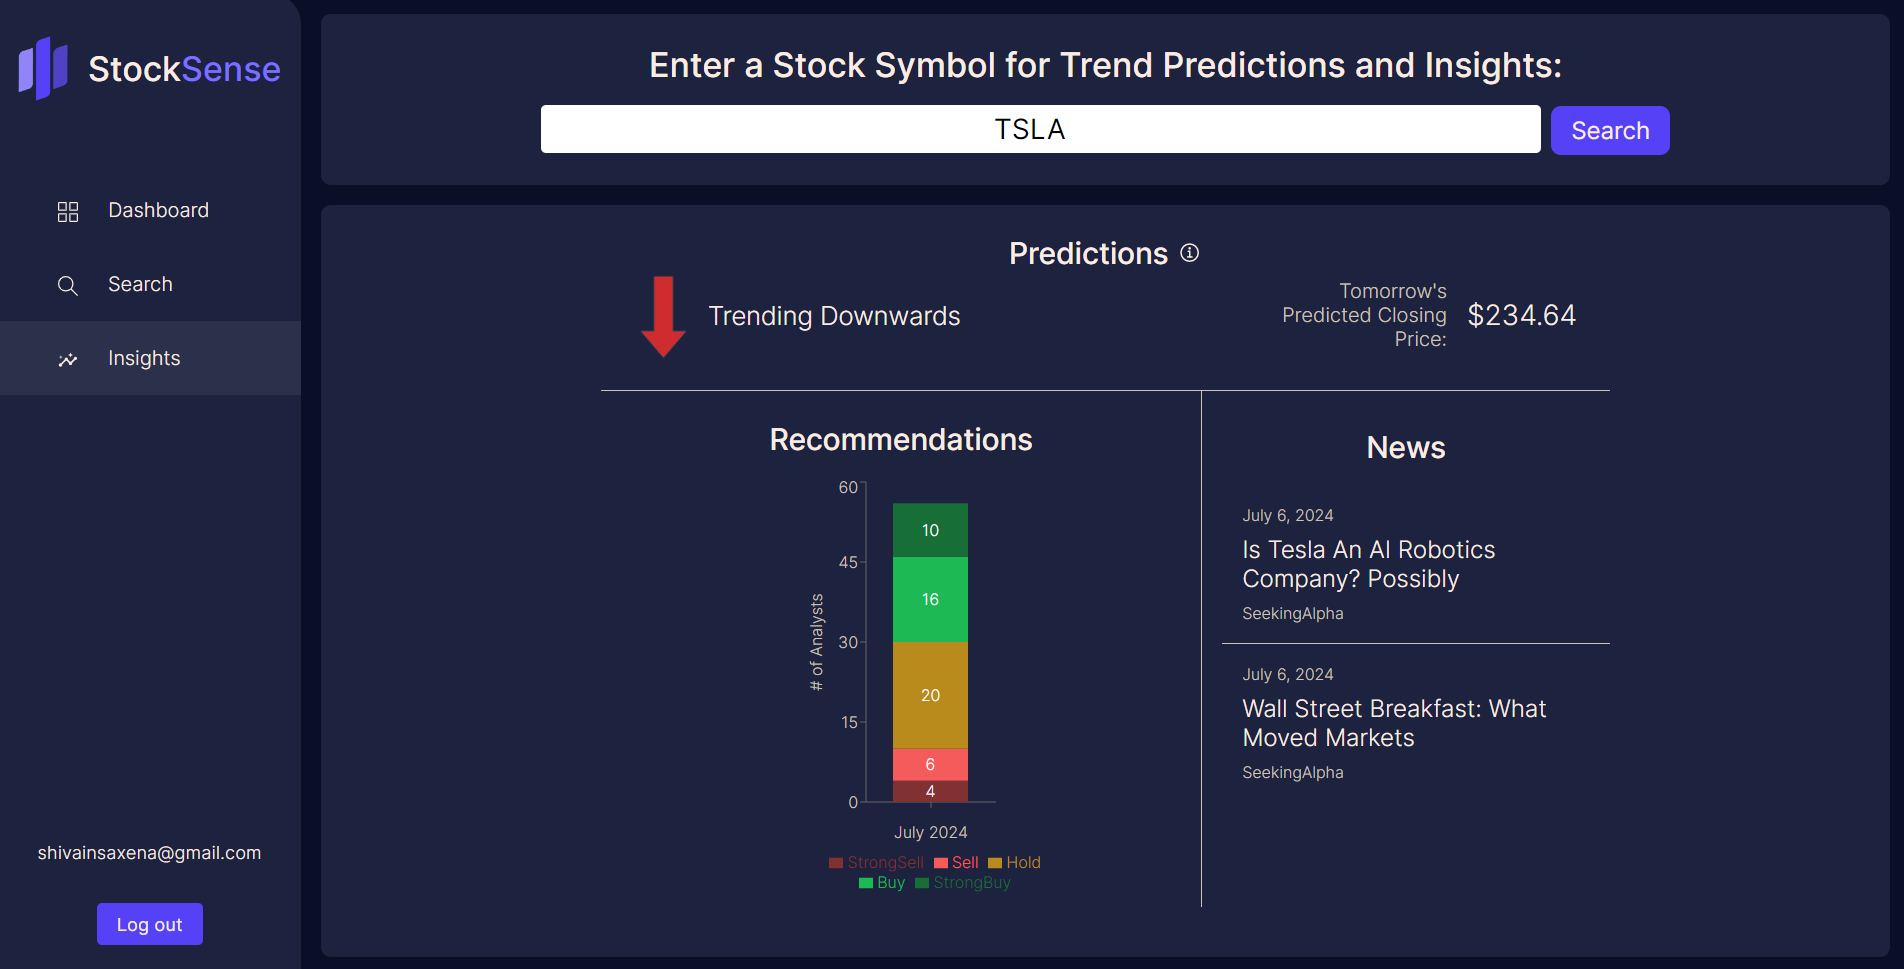 StockSense
Dashboard
Search
Insights
shivainsaxena@gmail.com
Log out
Enter a Stock Symbol for Trend Predictions and Insights:
TSLA
Search
Predictions
Trending Downwards
Tomorrow's
Predicted Closing
Price:
$234.64
Recommendations
60
45
30
15
0
# of Analysts
10
16
20
6
4
July 2024
StrongSell Sell Hold
Buy StrongBuy
News
July 6, 2024
Is Tesla An AI Robotics
Company? Possibly
SeekingAlpha
July 6, 2024
Wall Street Breakfast: What
Moved Markets
SeekingAlpha